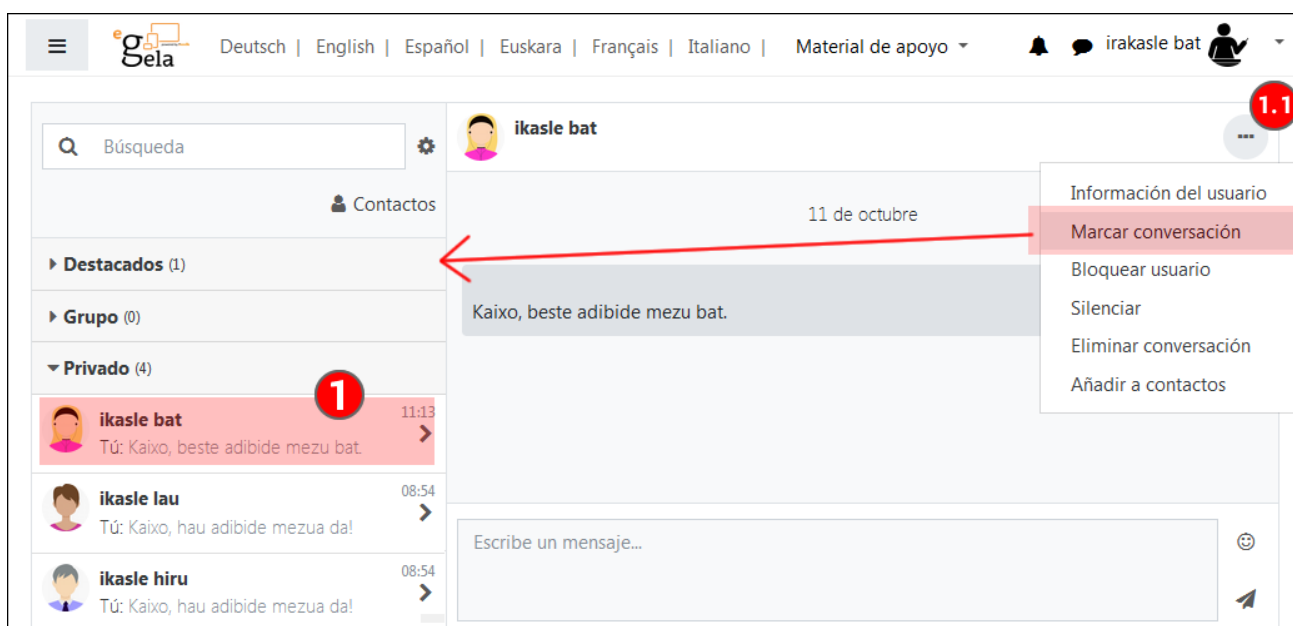 eGela
Deutsch | English | Español | Euskara | Français | Italiano | Material de apoyo irakasle bat
1.1
Búsqueda
Contactos
Destacados (1)
Grupo (0)
Privado (4)
1
ikasle bat 11:13
Tú: Kaixo, beste adibide mezu bat.
ikasle lau 08:54
Tú: Kaixo, hau adibide mezua da!
ikasle hiru 08:54
Tú: Kaixo, hau adibide mezua da!
ikasle bat
11 de octubre
Kaixo, beste adibide mezu bat.
Información del usuario
Marcar conversación
Bloquear usuario
Silenciar
Eliminar conversación
Añadir a contactos
Escribe un mensaje...